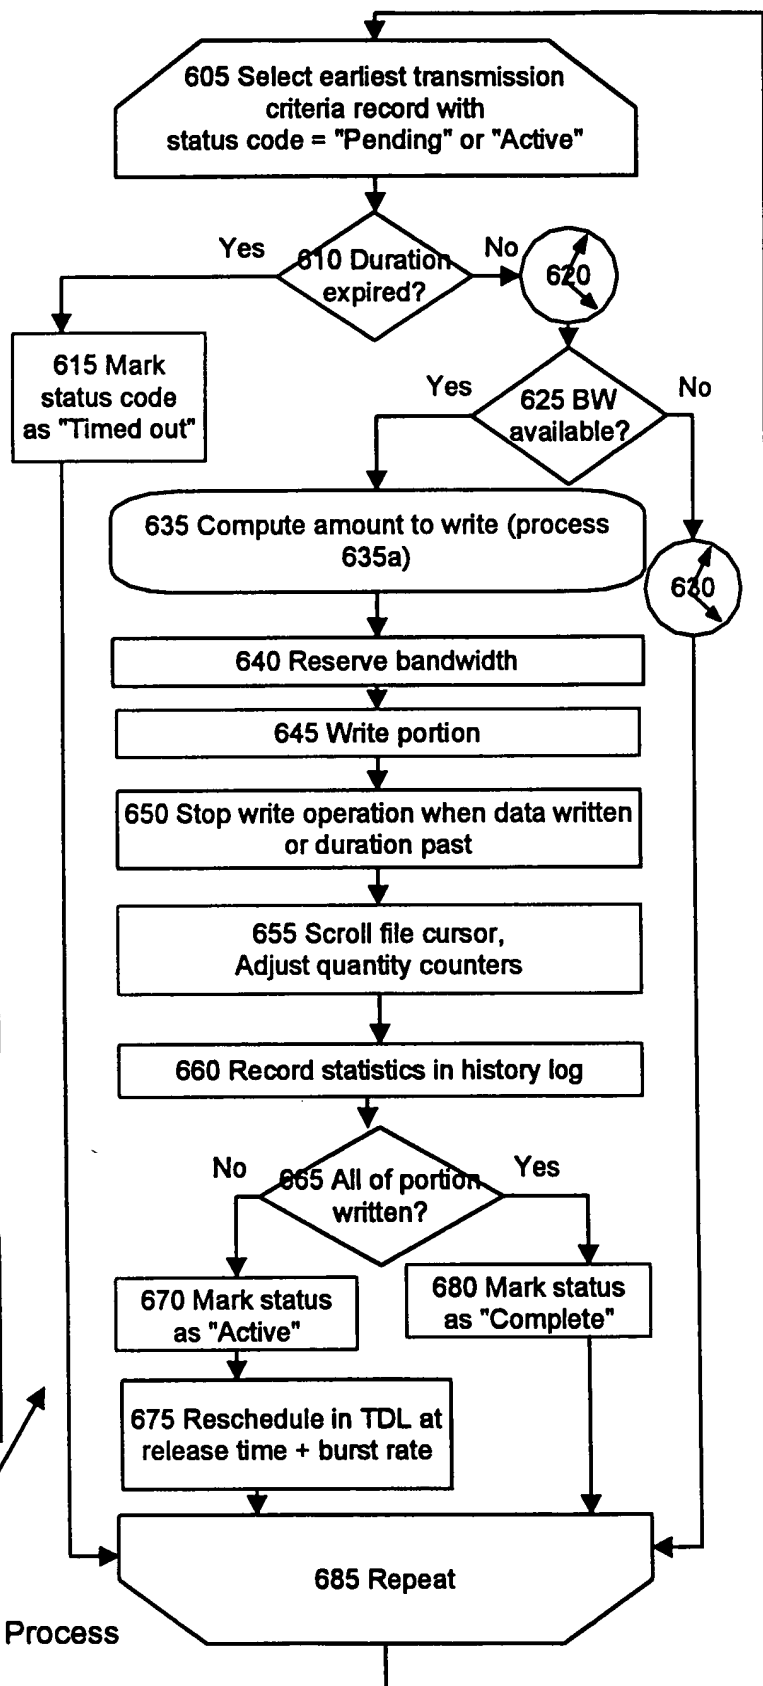 605 Select earliest transmission
criteria record with
status code = "Pending" or "Active"
Yes
610 Duration
expired?
No
620
615 Mark
status code
as "Timed out"
Yes
625 BW
available?
No
635 Compute amount to write (process
635a)
630
640 Reserve bandwidth
645 Write portion
650 Stop write operation when data written
or duration past
655 Scroll file cursor,
Adjust quantity counters
660 Record statistics in history log
No
665 All of portion
written?
Yes
670 Mark status
as "Active"
680 Mark status
as "Complete"
675 Reschedule in TDL at
release time + burst rate
685 Repeat
Process